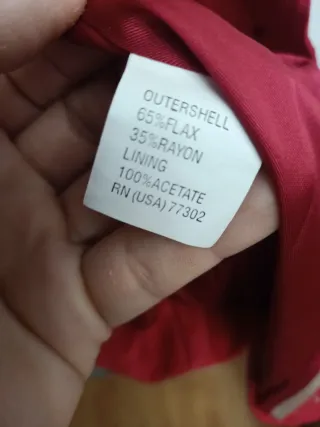 OUTERSHELL
65%FLAX
35%RAYON
LINING
100%ACETATE
RN (USA) 77302